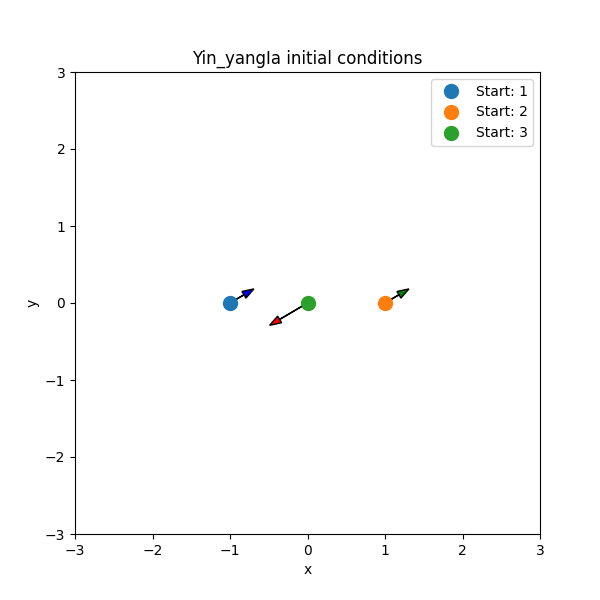 Yin_yangIa initial conditions
Start: 1
Start: 2
Start: 3
3
2
1
0
−1
−2
−3
y
−3
−2
−1
0
1
2
3
x